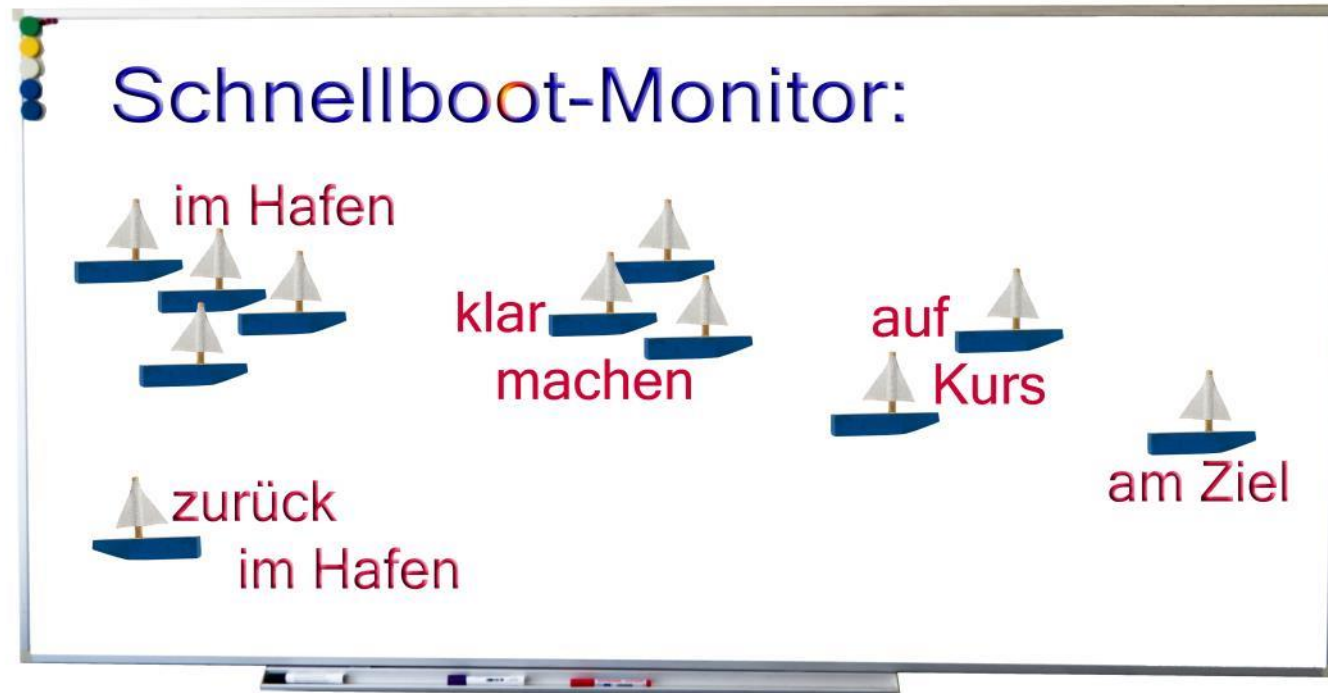 Schnellboot-Monitor:
im Hafen
klar
machen
auf
Kurs
am Ziel
zurück
im Hafen